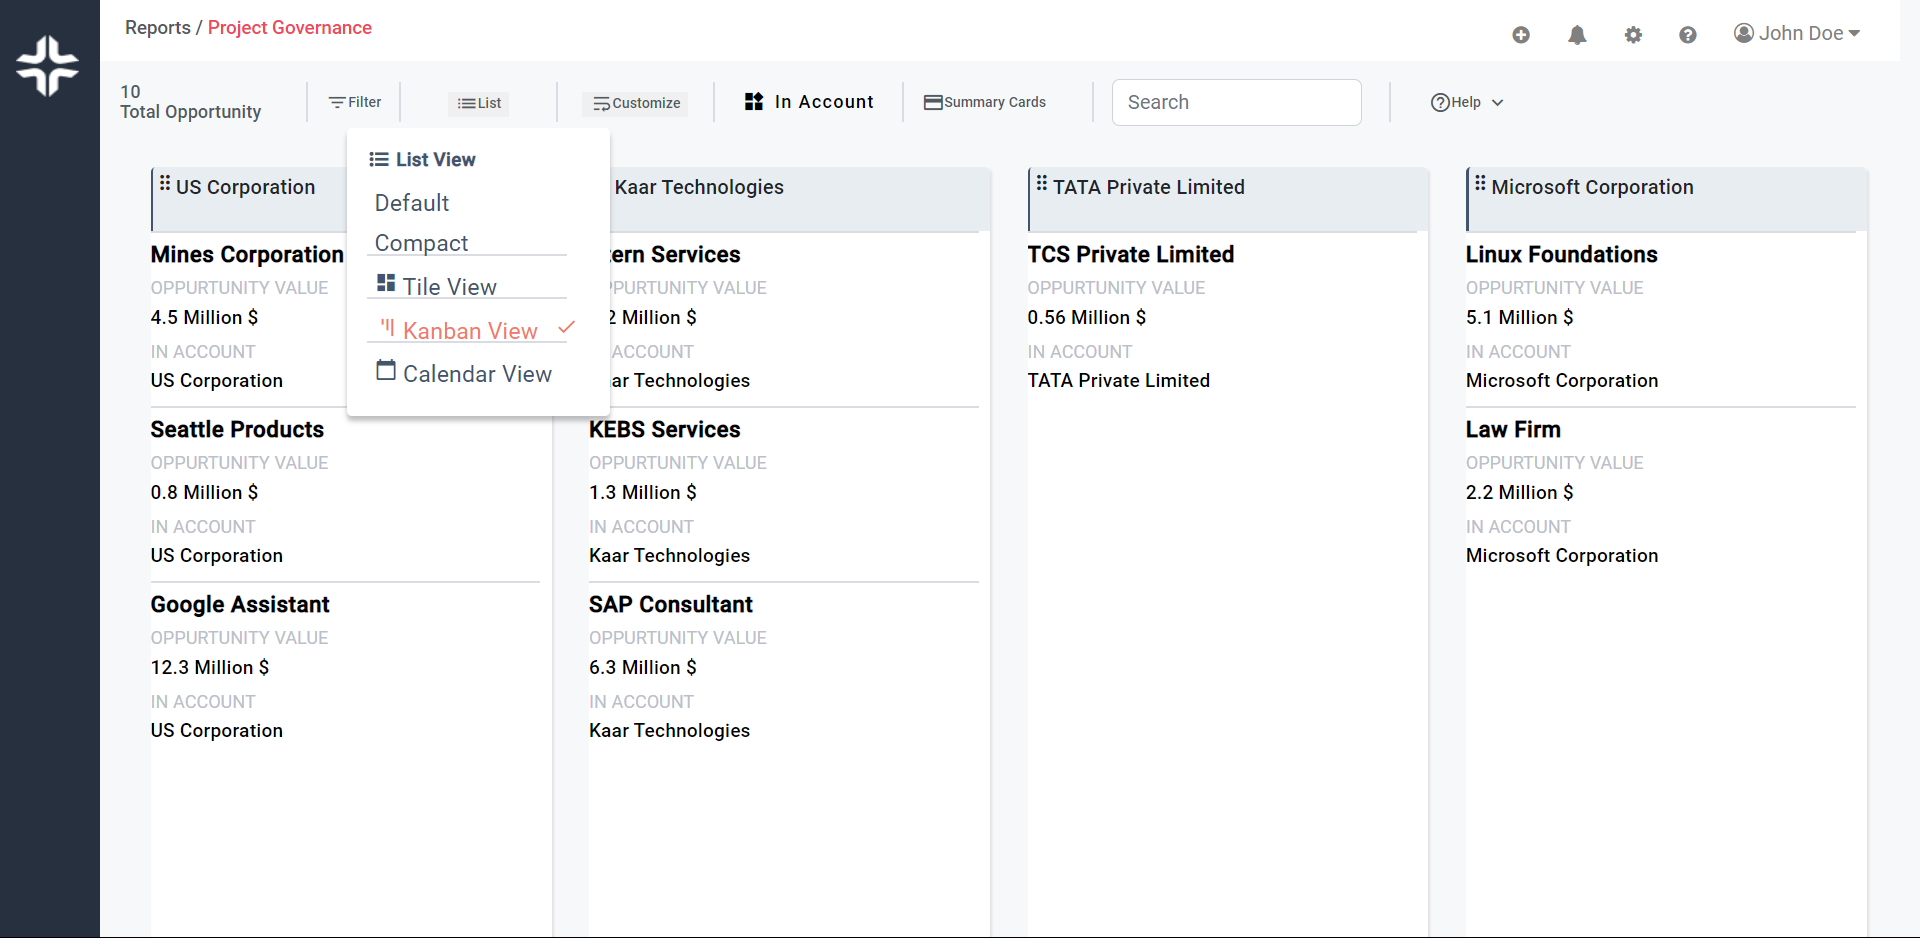 Reports / Project Governance
John Doe
10
Total Opportunity
Filter
List
Customize
In Account
Summary Cards
Search
Help
List View
Default
Compact
Tile View
Kanban View
Calendar View
US Corporation
Mines Corporation
OPPURTUNITY VALUE
4.5 Million $
IN ACCOUNT
US Corporation
Seattle Products
OPPURTUNITY VALUE
0.8 Million $
IN ACCOUNT
US Corporation
Google Assistant
OPPURTUNITY VALUE
12.3 Million $
IN ACCOUNT
US Corporation
Kaar Technologies
tern Services
PPURTUNITY VALUE
2 Million $
ACCOUNT
ar Technologies
KEBS Services
OPPURTUNITY VALUE
1.3 Million $
IN ACCOUNT
Kaar Technologies
SAP Consultant
OPPURTUNITY VALUE
6.3 Million $
IN ACCOUNT
Kaar Technologies
TATA Private Limited
TCS Private Limited
OPPURTUNITY VALUE
0.56 Million $
IN ACCOUNT
TATA Private Limited
Microsoft Corporation
Linux Foundations
OPPURTUNITY VALUE
5.1 Million $
IN ACCOUNT
Microsoft Corporation
Law Firm
OPPURTUNITY VALUE
2.2 Million $
IN ACCOUNT
Microsoft Corporation